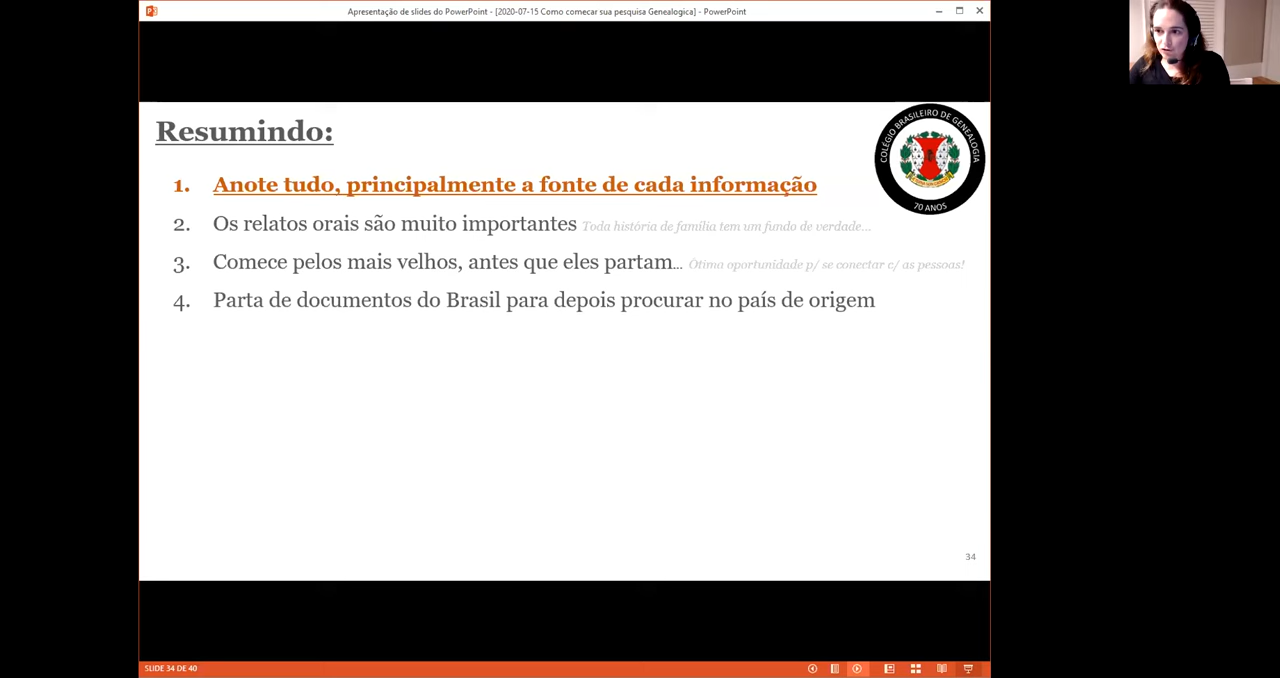 Apresentação de slides do PowerPoint - [2020-07-15 Como comecar sua pesquisa Genealogica] - PowerPoint
Resumindo:
COLÉGIO BRASILEIRO DE GENEALOGIA
70 ANOS
1. Anote tudo, principalmente a fonte de cada informação
2. Os relatos orais são muito importantes Toda história de família tem um fundo de verdade...
3. Comece pelos mais velhos, antes que eles partam... Ótima oportunidade p/ se conectar c/ as pessoas!
4. Parta de documentos do Brasil para depois procurar no país de origem
34
SLIDE 34 DE 40